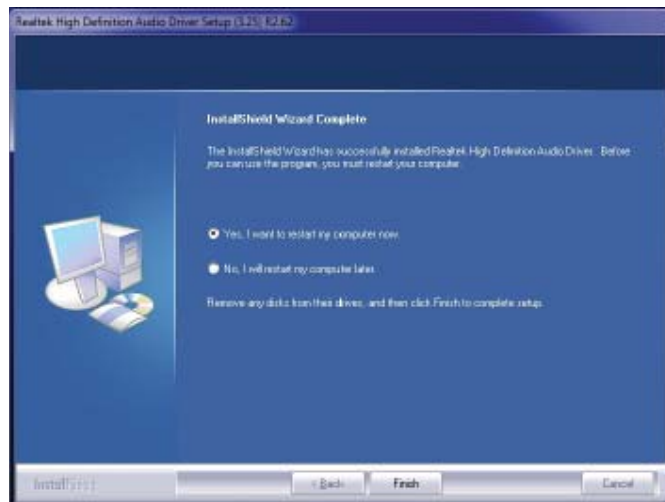 Realtek High Definition Audio Driver Setup (3.25) R2.62
InstallShield Wizard Complete
The InstallShield Wizard has successfully installed Realtek High Definition Audio Driver. Before
you can use the program, you must restart your computer.
Yes, I want to restart my computer now.
No, I will restart my computer later.
Remove any disks from their drives, and then click Finish to complete setup.
InstallShield
< Back
Finish
Cancel